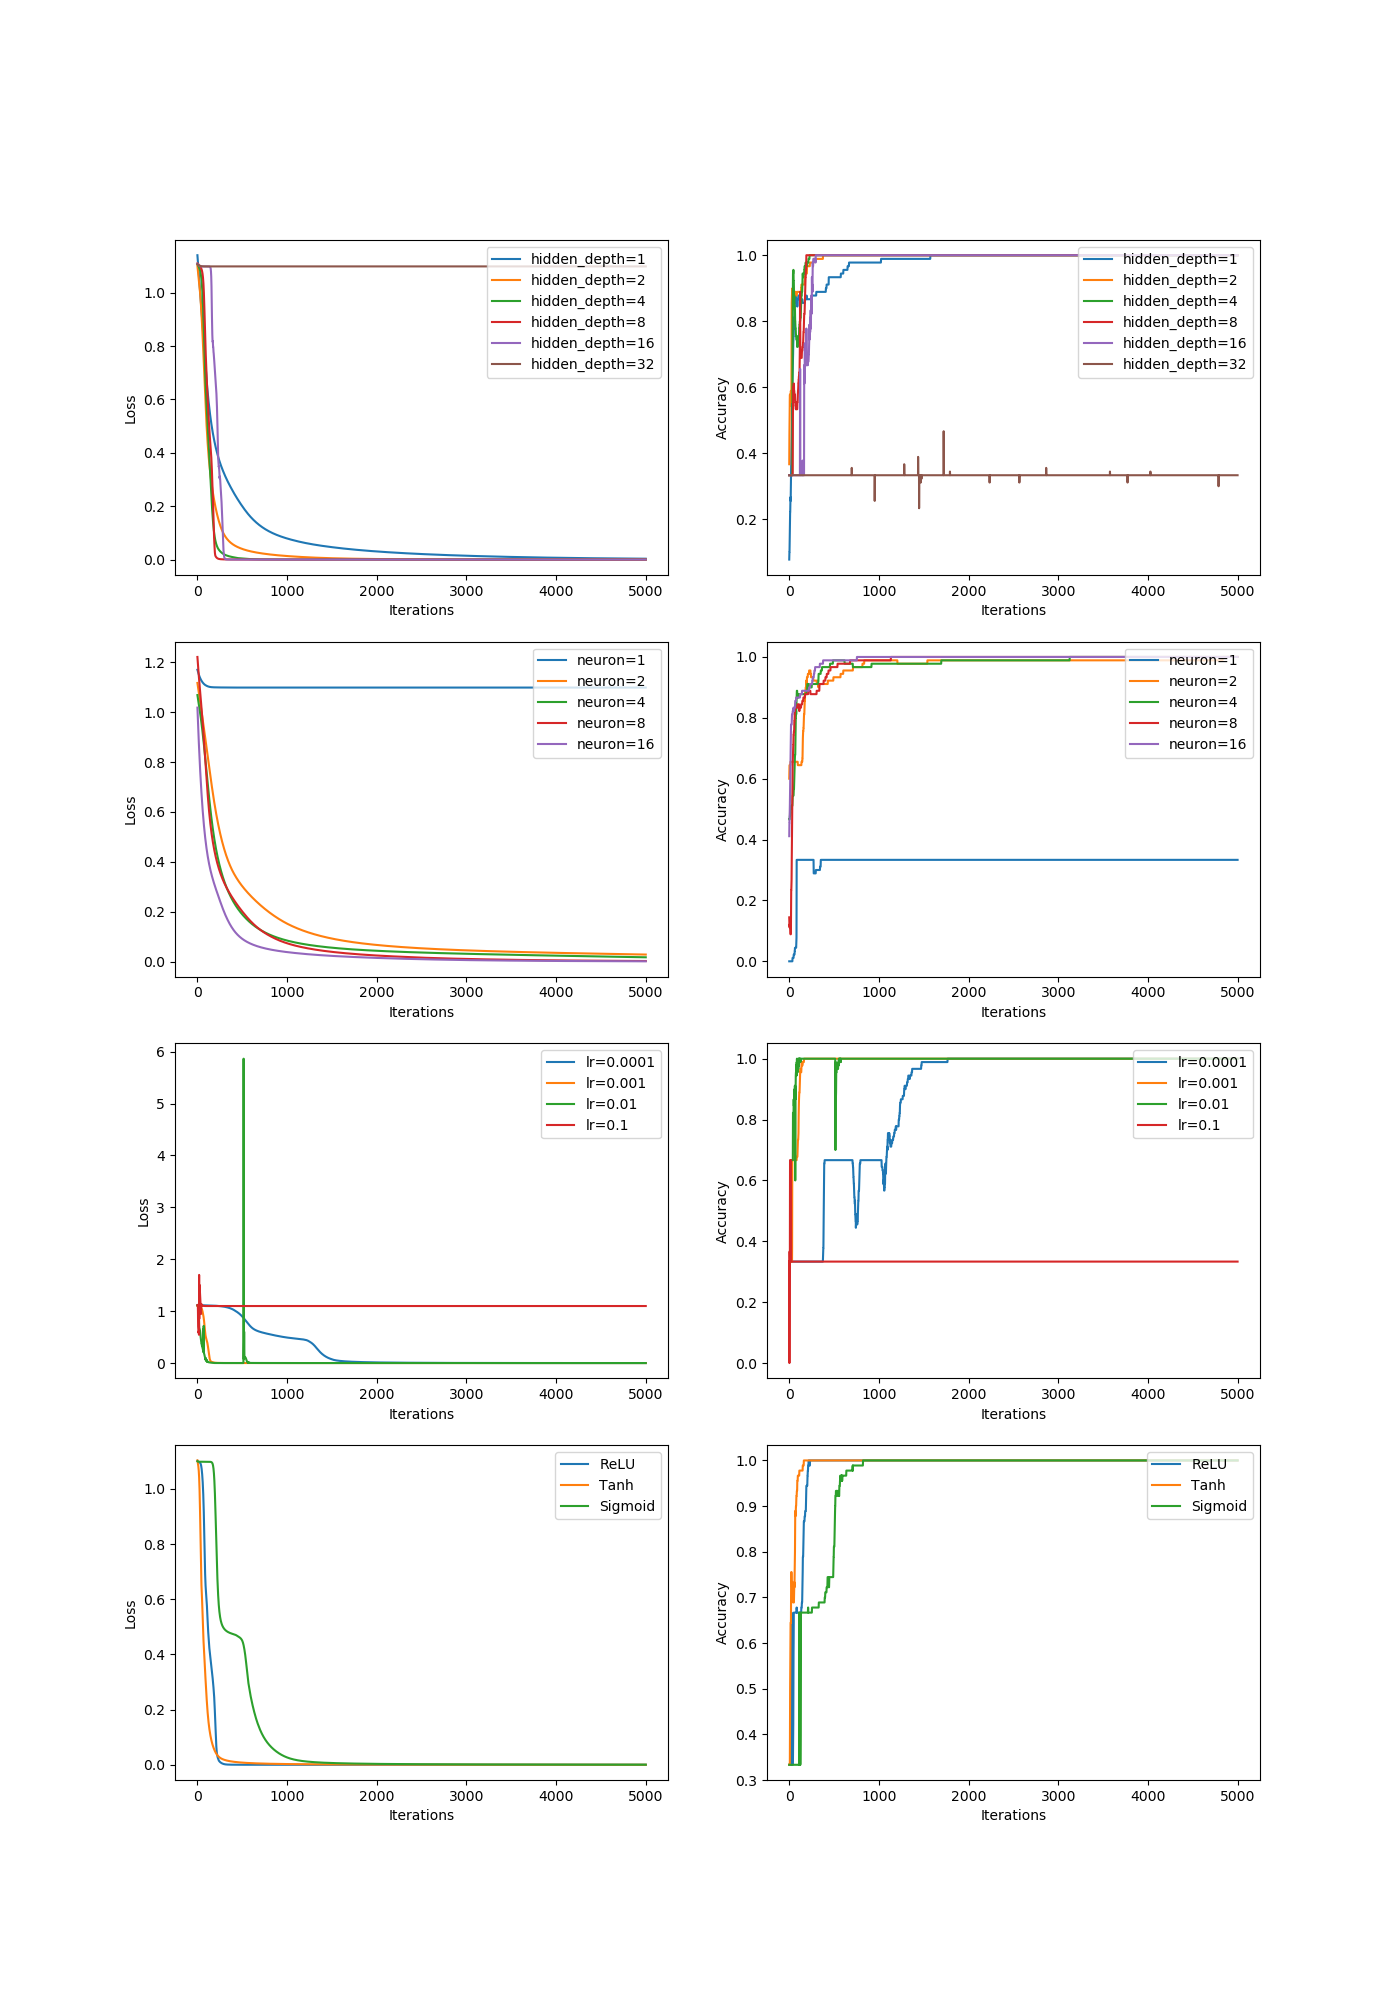 1.0
0.8
0.6
0.4
0.2
0.0
Loss
0 1000 2000 3000 4000 5000
Iterations
hidden_depth=1
hidden_depth=2
hidden_depth=4
hidden_depth=8
hidden_depth=16
hidden_depth=32
1.0
0.8
0.6
0.4
0.2
Accuracy
0 1000 2000 3000 4000 5000
Iterations
hidden_depth=1
hidden_depth=2
hidden_depth=4
hidden_depth=8
hidden_depth=16
hidden_depth=32
1.2
1.0
0.8
0.6
0.4
0.2
0.0
Loss
0 1000 2000 3000 4000 5000
Iterations
neuron=1
neuron=2
neuron=4
neuron=8
neuron=16
1.0
0.8
0.6
0.4
0.2
0.0
Accuracy
0 1000 2000 3000 4000 5000
Iterations
neuron=1
neuron=2
neuron=4
neuron=8
neuron=16
6
5
4
3
2
1
0
Loss
0 1000 2000 3000 4000 5000
Iterations
lr=0.0001
lr=0.001
lr=0.01
lr=0.1
1.0
0.8
0.6
0.4
0.2
0.0
Accuracy
0 1000 2000 3000 4000 5000
Iterations
lr=0.0001
lr=0.001
lr=0.01
lr=0.1
1.0
0.8
0.6
0.4
0.2
0.0
Loss
0 1000 2000 3000 4000 5000
Iterations
ReLU
Tanh
Sigmoid
1.0
0.9
0.8
0.7
0.6
0.5
0.4
0.3
Accuracy
0 1000 2000 3000 4000 5000
Iterations
ReLU
Tanh
Sigmoid